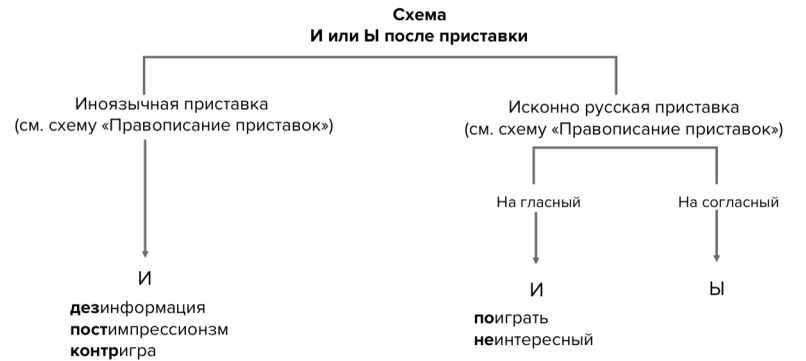 Схема
И или Ы после приставки
Иноязычная приставка
(см. схему «Правописание приставок»)
Исконно русская приставка
(см. схему «Правописание приставок»)
На гласный
На согласный
И
дезинформация
постимпрессионзм
контригра
И
поиграть
неинтересный
Ы